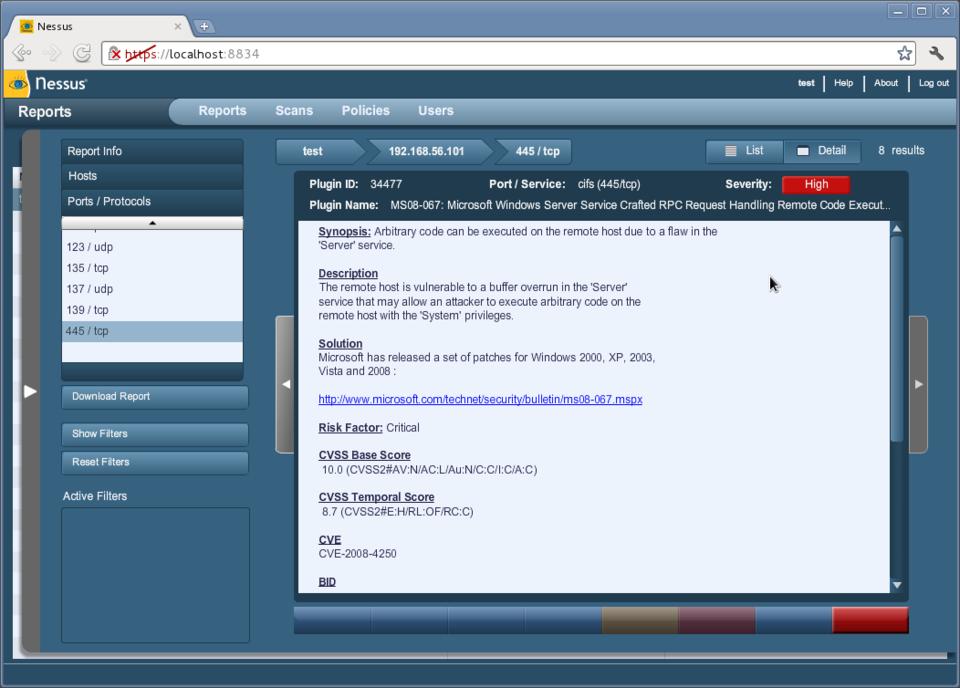 Nessus
https://localhost:8834
Nessus
test | Help | About | Log out
Reports
Reports Scans Policies Users
Report Info
Hosts
Ports / Protocols
123 / udp
135 / tcp
137 / udp
139 / tcp
445 / tcp
Download Report
Show Filters
Reset Filters
Active Filters
test 192.168.56.101 445 / tcp
List Detail 8 results
Plugin ID: 34477 Port / Service: cifs (445/tcp) Severity: High
Plugin Name: MS08-067: Microsoft Windows Server Service Crafted RPC Request Handling Remote Code Execut...
Synopsis: Arbitrary code can be executed on the remote host due to a flaw in the
'Server' service.
Description
The remote host is vulnerable to a buffer overrun in the 'Server'
service that may allow an attacker to execute arbitrary code on the
remote host with the 'System' privileges.
Solution
Microsoft has released a set of patches for Windows 2000, XP, 2003,
Vista and 2008 :
http://www.microsoft.com/technet/security/bulletin/ms08-067.mspx
Risk Factor: Critical
CVSS Base Score
10.0 (CVSS2#AV:N/AC:L/Au:N/C:C/I:C/A:C)
CVSS Temporal Score
8.7 (CVSS2#E:H/RL:OF/RC:C)
CVE
CVE-2008-4250
BID